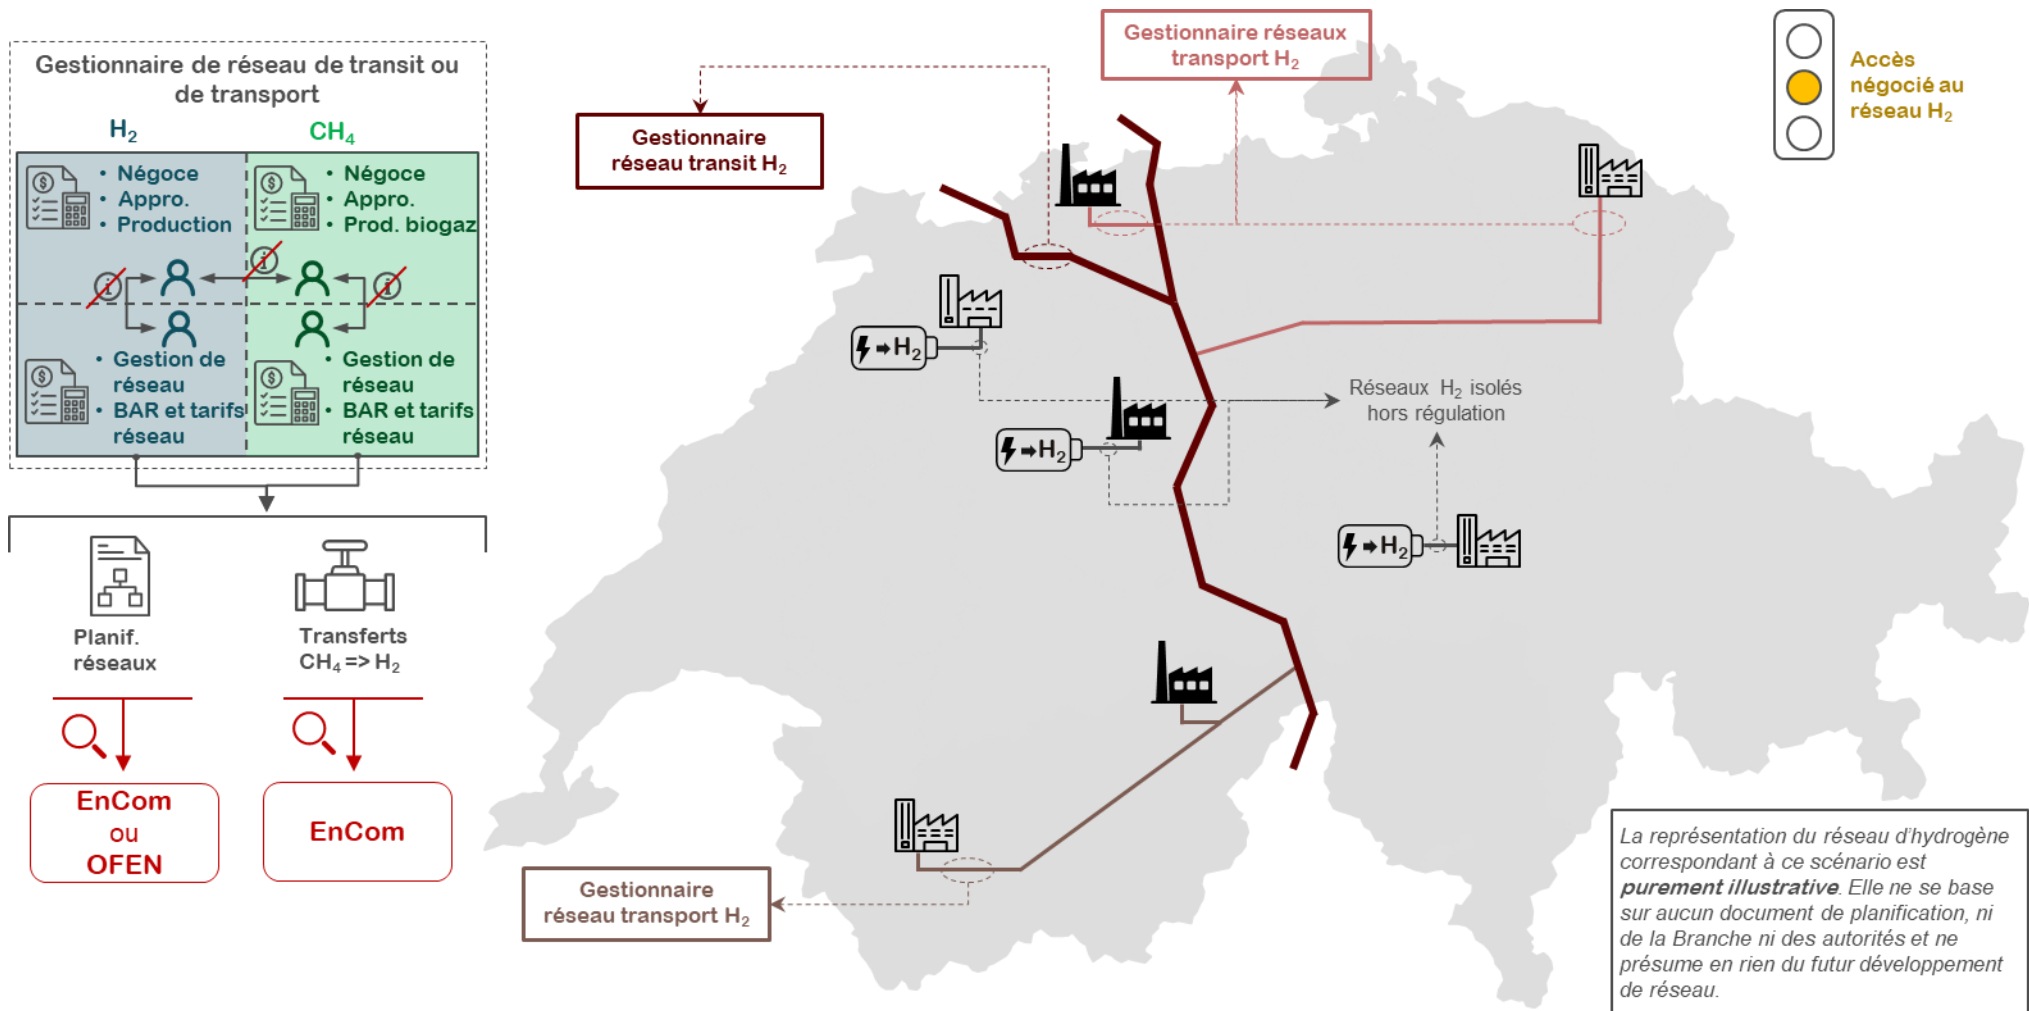 Gestionnaire de réseau de transit ou
de transport
H₂
CH₄
• Négoce
• Appro.
• Production
• Négoce
• Appro.
• Prod. biogaz
i
i
i
• Gestion de
réseau
• BAR et tarifs
réseau
• Gestion de
réseau
• BAR et tarifs
réseau
Planif.
réseaux
Transferts
CH₄ => H₂
EnCom
ou
OFEN
EnCom
Gestionnaire
réseau transit H₂
Gestionnaire réseaux
transport H₂
Accès
négocié au
réseau H₂
H₂
H₂
H₂
Réseaux H₂ isolés
hors régulation
Gestionnaire
réseau transport H₂
La représentation du réseau d'hydrogène
correspondant à ce scénario est
purement illustrative. Elle ne se base
sur aucun document de planification, ni
de la Branche ni des autorités et ne
présume en rien du futur développement
de réseau.